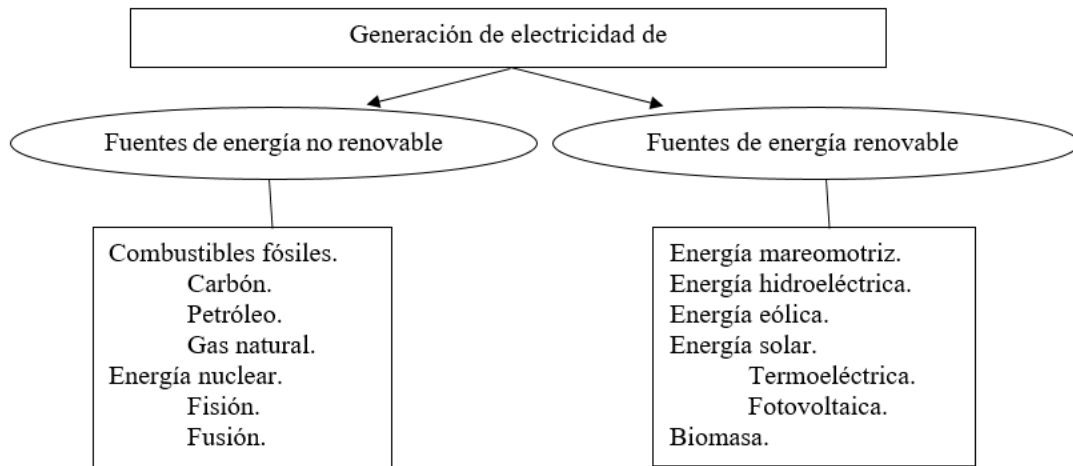 Generación de electricidad de
Fuentes de energía no renovable
Fuentes de energía renovable
Combustibles fósiles.
Carbón.
Petróleo.
Gas natural.
Energía nuclear.
Fisión.
Fusión.
Energía mareomotriz.
Energía hidroeléctrica.
Energía eólica.
Energía solar.
Termoeléctrica.
Fotovoltaica.
Biomasa.